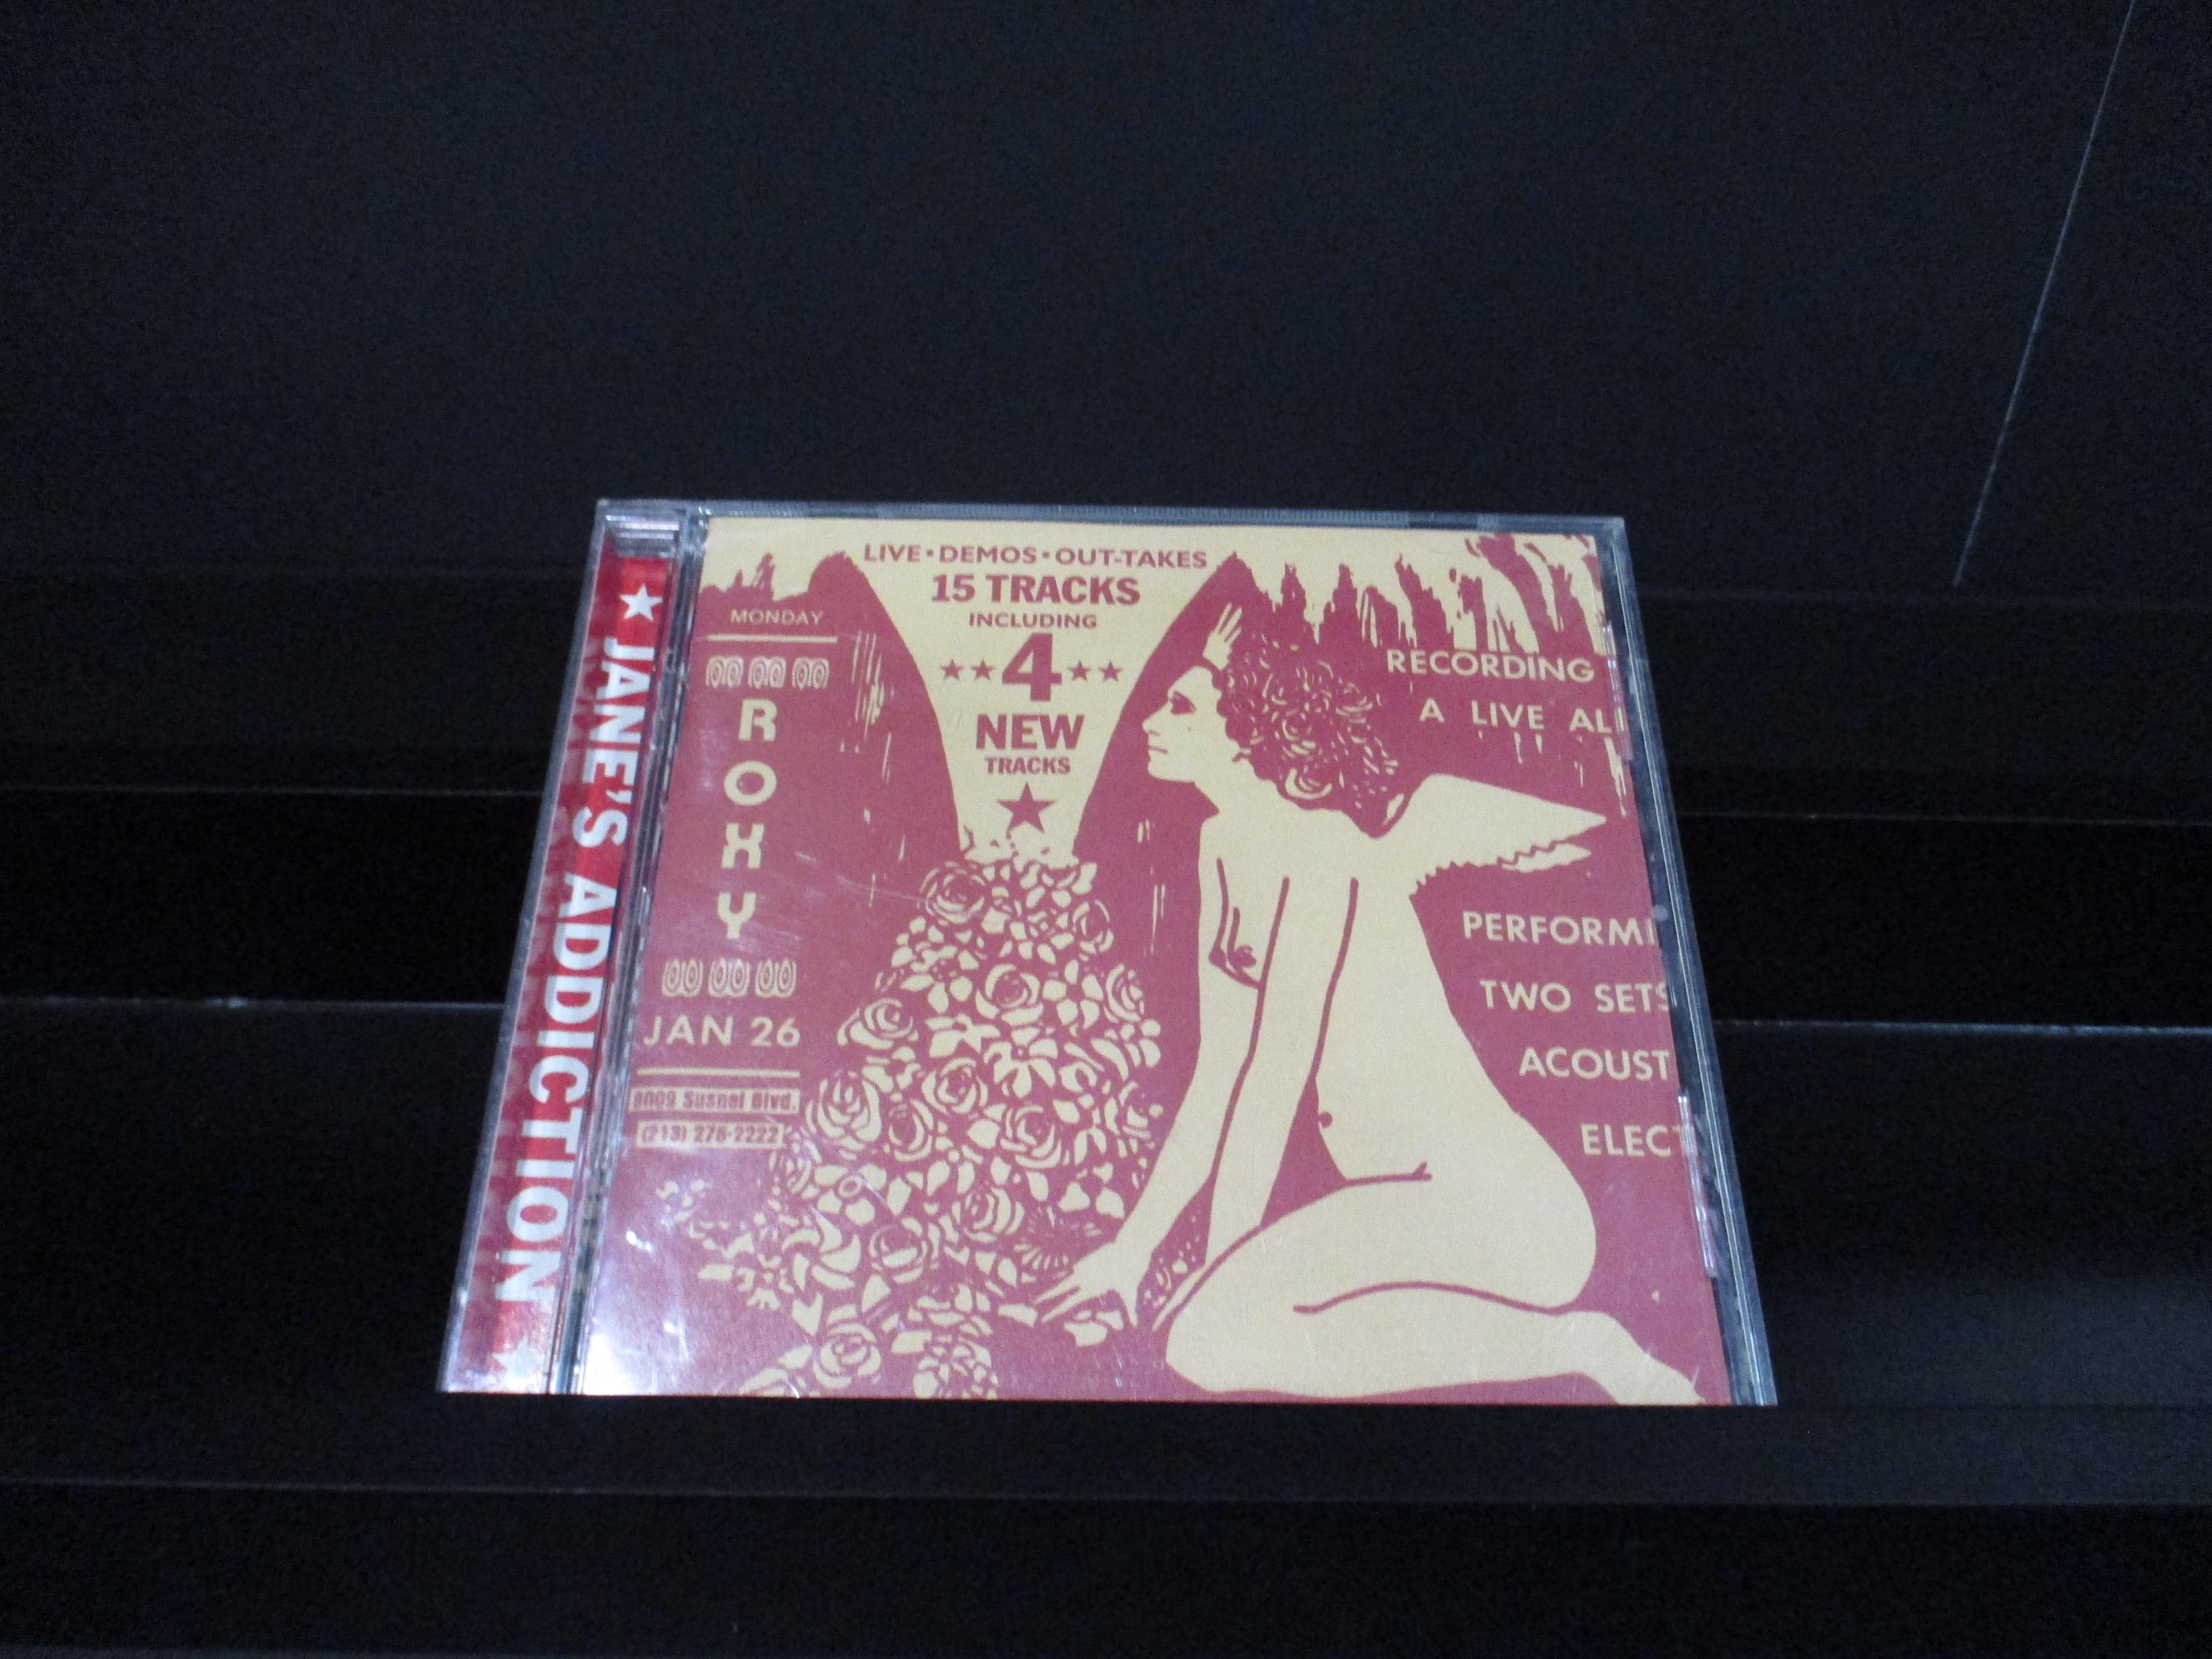 ★ JANE'S ADDICTION ★
LIVE • DEMOS • OUT-TAKES
15 TRACKS
INCLUDING
★★4★★
NEW
TRACKS
★
MONDAY
ROXY
JAN 26
Blvd.
(213) 278-2222
RECORDING
A LIVE AL
PERFORMI
TWO SETS
ACOUST
ELECT